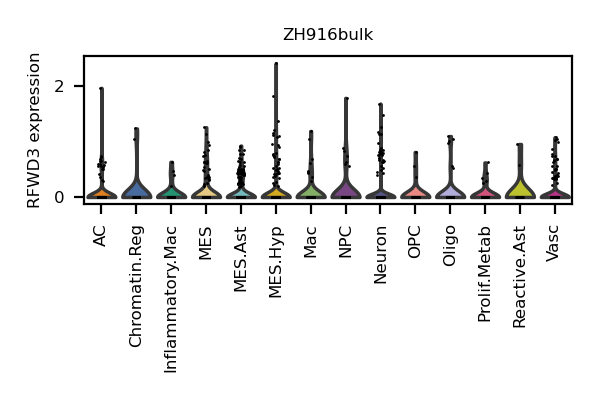 ZH916bulk
RFWD3 expression
2
0
AC
Chromatin.Reg
Inflammatory.Mac
MES
MES.Ast
MES.Hyp
Mac
NPC
Neuron
OPC
Oligo
Prolif.Metab
Reactive.Ast
Vasc